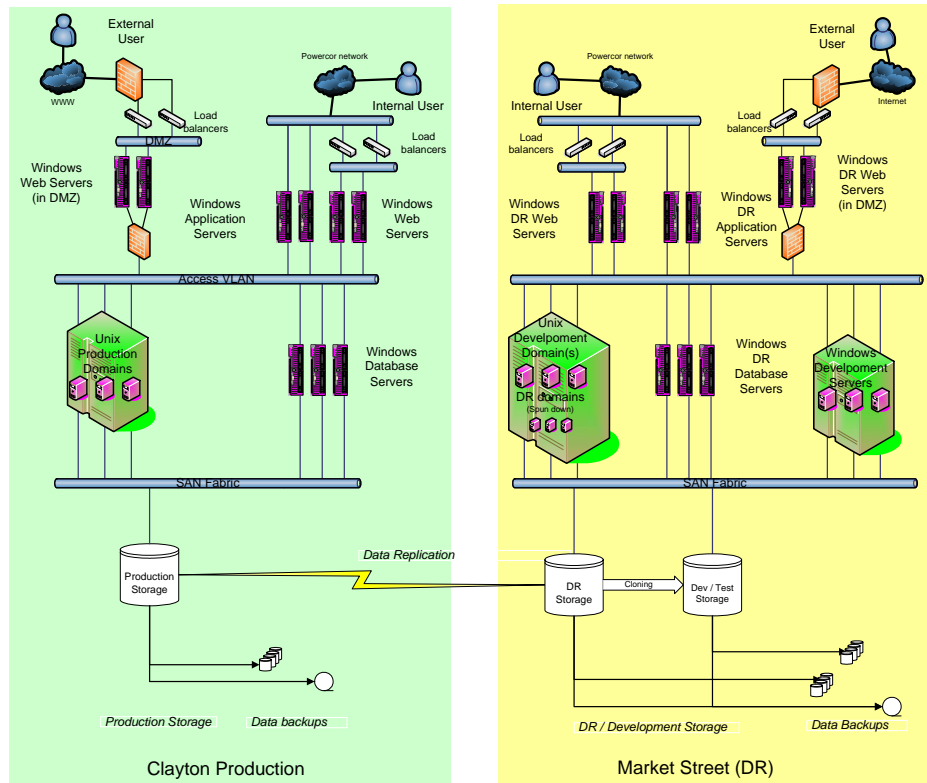 External
User
WWW
Load
balancers
DMZ
Windows
Web Servers
(in DMZ)
Powercor network
Internal User
Load
balancers
Windows
Application
Servers
Windows
Web
Servers
Access VLAN
Unix
Production
Domains
Windows
Database
Servers
SAN Fabric
Production
Storage
Data Replication
Production Storage
Data backups
Clayton Production
Powercor network
Internal User
Load
balancers
Windows
DR Web
Servers
External
User
Internet
Load
balancers
Windows
DR
Application
Servers
Windows
DR Web
Servers
(in DMZ)
Unix
Develpoment
Domain(s)
DR domains
(Spun down)
Windows
DR
Database
Servers
Windows
Develpoment
Servers
SAN Fabric
DR
Storage
Cloning
Dev / Test
Storage
DR / Development Storage
Data Backups
Market Street (DR)